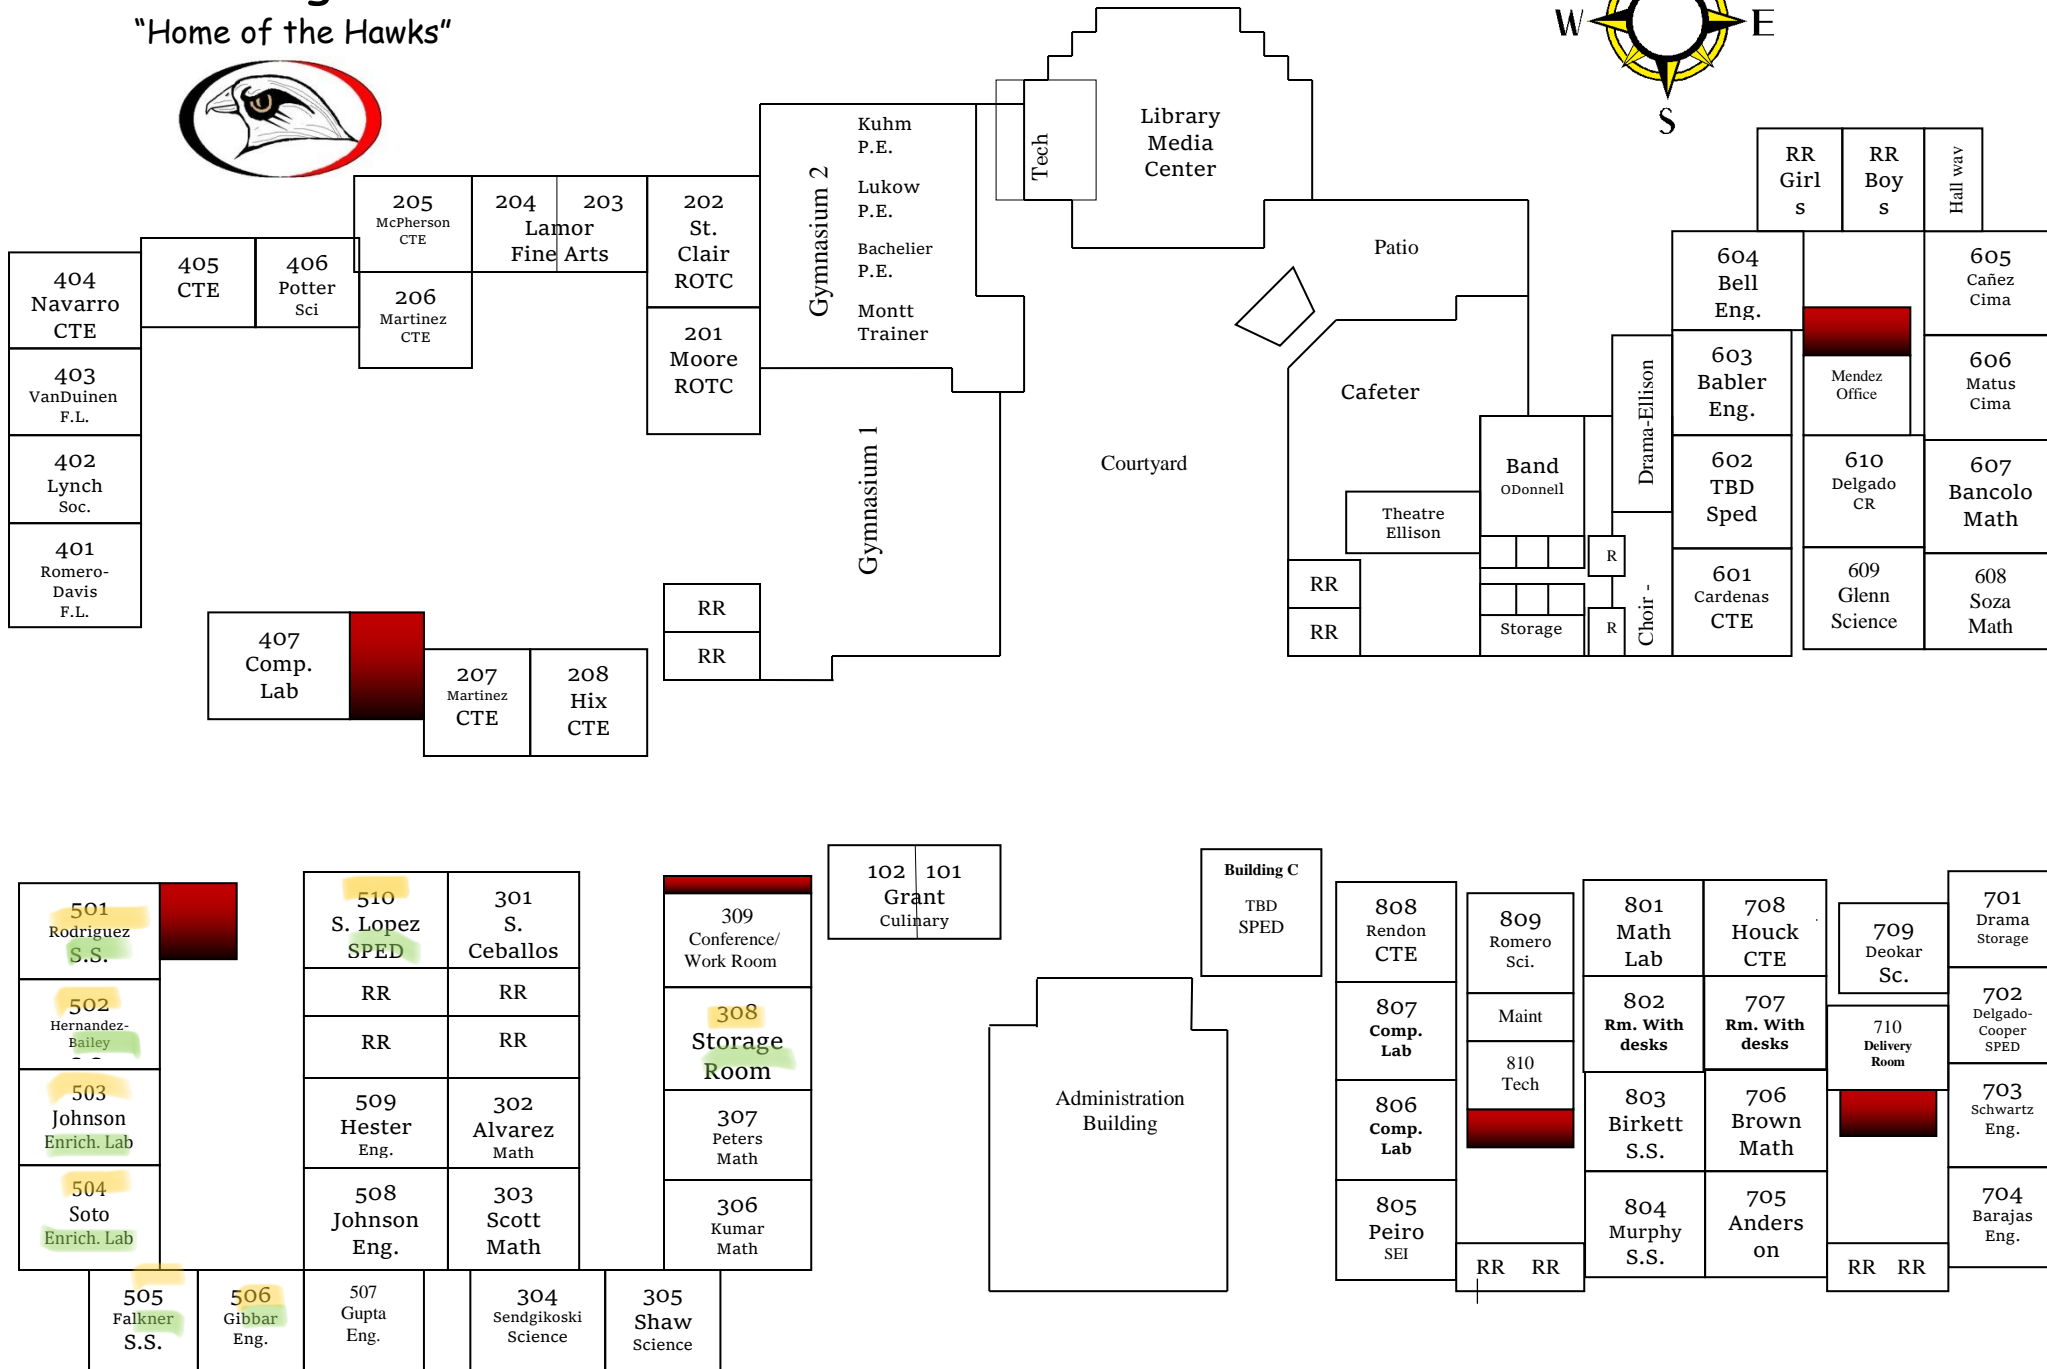 "Home of the Hawks"
W
E
S
Library
Media
Center
Tech
Gymnasium 2
Kuhm
P.E.
Lukow
P.E.
Bachelier
P.E.
Montt
Trainer
Patio
RR
Girl
s
RR
Boy
s
Hall way
205
McPherson
CTE
204
203
Lamor
Fine Arts
202
St.
Clair
ROTC
404
Navarro
CTE
405
CTE
406
Potter
Sci
206
Martinez
CTE
201
Moore
ROTC
604
Bell
Eng.
605
Cañez
Cima
403
VanDuinen
F.L.
603
Babler
Eng.
Mendez
Office
606
Matus
Cima
Cafeter
Drama-Ellison
402
Lynch
Soc.
Gymnasium 1
Courtyard
Band
ODonnell
602
TBD
Sped
610
Delgado
CR
607
Bancolo
Math
Theatre
Ellison
401
Romero-
Davis
F.L.
RR
RR
RR
RR
R
R
Storage
Choir -
601
Cardenas
CTE
609
Glenn
Science
608
Soza
Math
407
Comp.
Lab
207
Martinez
CTE
208
Hix
CTE
102
101
Grant
Culinary
Building C
TBD
SPED
501
Rodriguez
S.S.
510
S. Lopez
SPED
301
S.
Ceballos
309
Conference/
Work Room
808
Rendon
CTE
809
Romero
Sci.
801
Math
Lab
708
Houck
CTE
709
Deokar
Sc.
701
Drama
Storage
502
Hernandez-
Bailey
RR
RR
RR
RR
308
Storage
Room
807
Comp.
Lab
Maint
810
Tech
802
Rm. With
desks
707
Rm. With
desks
710
Delivery
Room
702
Delgado-
Cooper
SPED
503
Johnson
Enrich. Lab
509
Hester
Eng.
302
Alvarez
Math
307
Peters
Math
Administration
Building
806
Comp.
Lab
803
Birkett
S.S.
706
Brown
Math
703
Schwartz
Eng.
504
Soto
Enrich. Lab
508
Johnson
Eng.
303
Scott
Math
306
Kumar
Math
805
Peiro
SEI
RR RR
804
Murphy
S.S.
705
Anders
on
RR RR
704
Barajas
Eng.
505
Falkner
S.S.
506
Gibbar
Eng.
507
Gupta
Eng.
304
Sendgikoski
Science
305
Shaw
Science